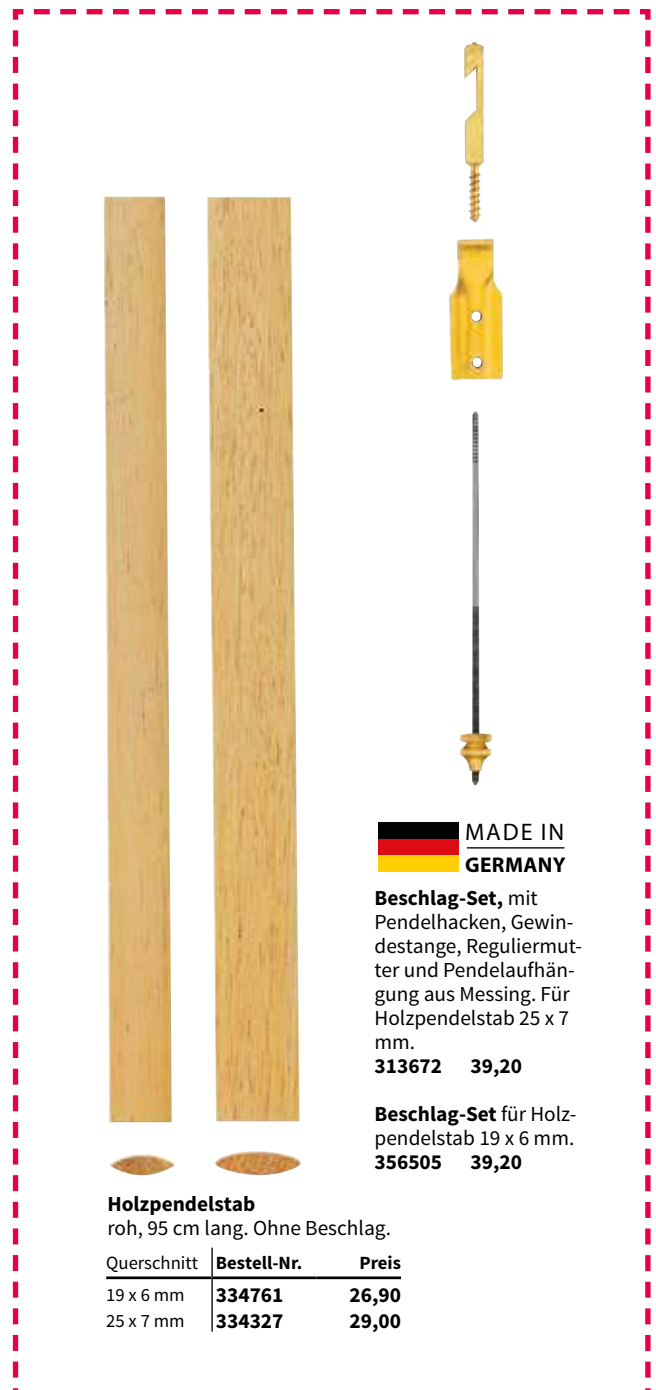 MADE IN
GERMANY
Beschlag-Set, mit
Pendelhacken, Gewin-
destange, Reguliermut-
ter und Pendelaufhän-
gung aus Messing. Für
Holzpendelstab 25 x 7
mm.
313672 39,20
Beschlag-Set für Holz-
pendelstab 19 x 6 mm.
356505 39,20
Holzpendelstab
roh, 95 cm lang. Ohne Beschlag.
Querschnitt Bestell-Nr. Preis
19 x 6 mm 334761 26,90
25 x 7 mm 334327 29,00